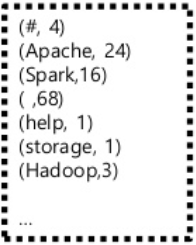 (#, 4)
(Apache, 24)
(Spark,16)
( ,68)
(help, 1)
(storage, 1)
(Hadoop,3)
...